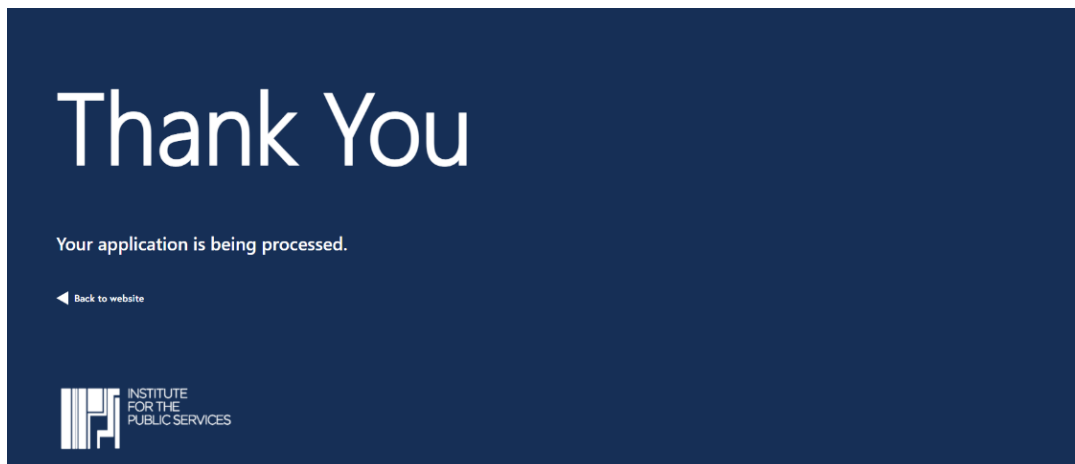 Thank You
Your application is being processed.
Back to website
INSTITUTE
FOR THE
PUBLIC SERVICES